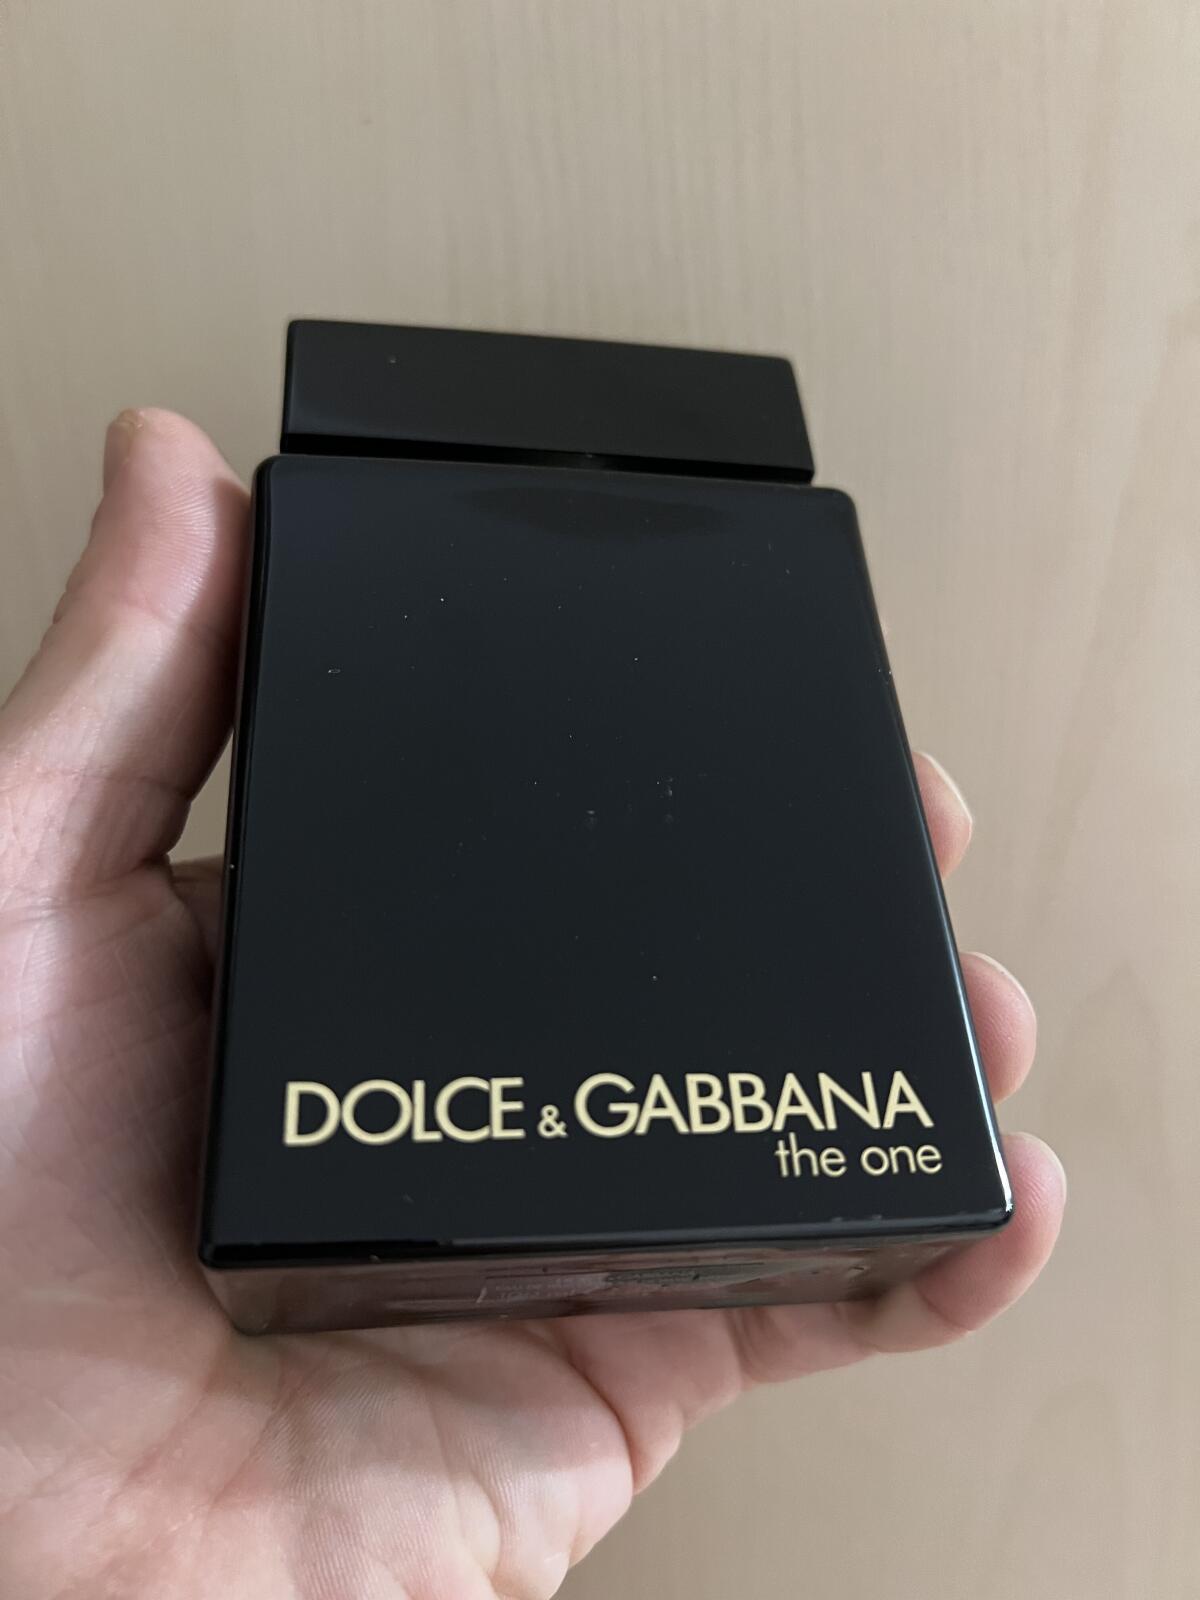 DOLCE & GABBANA
the one